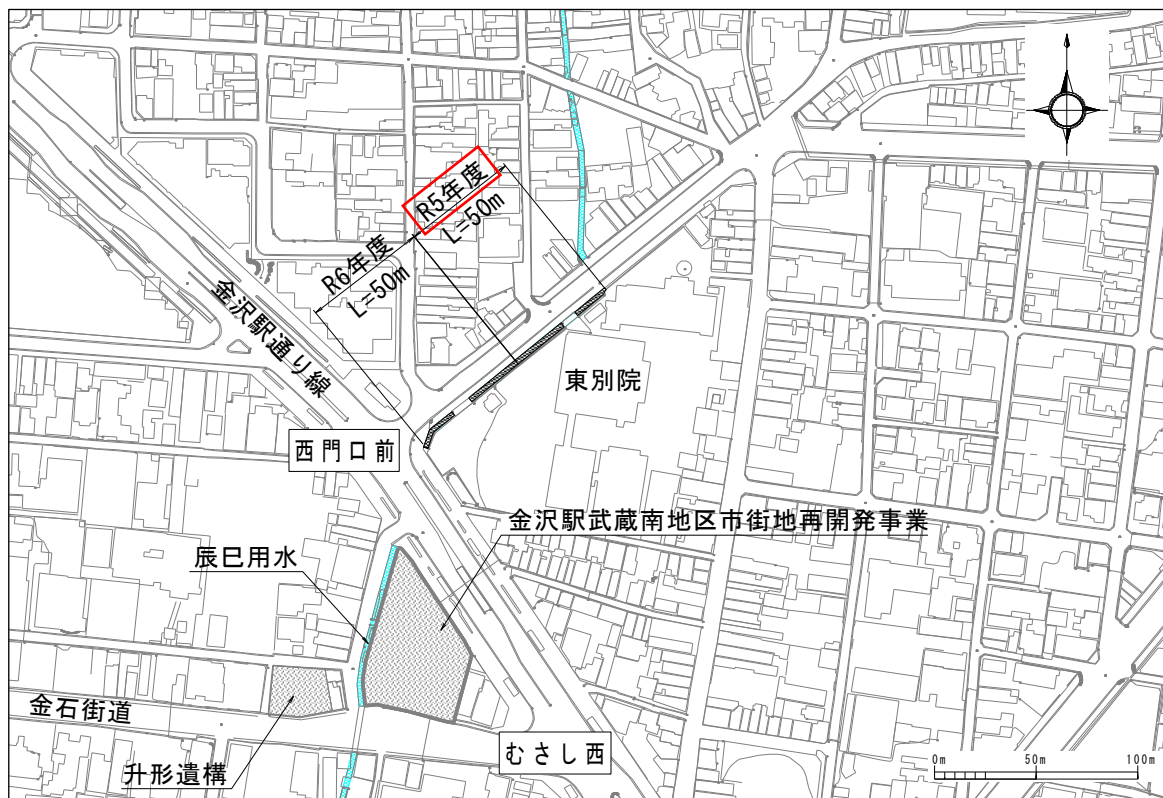 R5年度
L=50m
R6年度
L=50m
金沢駅通り線
東別院
西門口前
金沢駅武蔵南地区市街地再開発事業
辰巳用水
金石街道
升形遺構
むさし西
0m 50m 100m